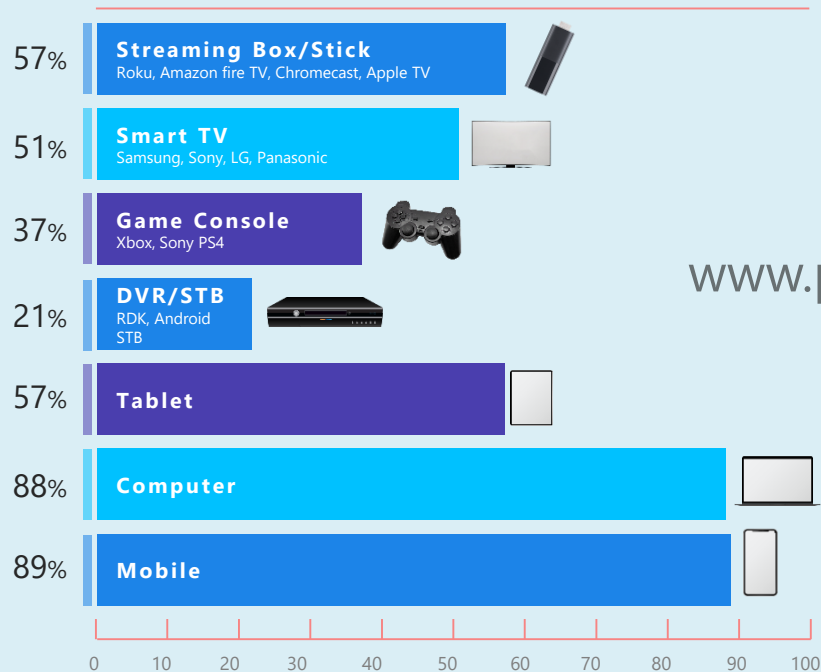 57%
Streaming Box/Stick
Roku, Amazon fire TV, Chromecast, Apple TV
51%
Smart TV
Samsung, Sony, LG, Panasonic
37%
Game Console
Xbox, Sony PS4
www.p
21%
DVR/STB
RDK, Android
STB
57%
Tablet
88%
Computer
89%
Mobile
0 10 20 30 40 50 60 70 80 90 100